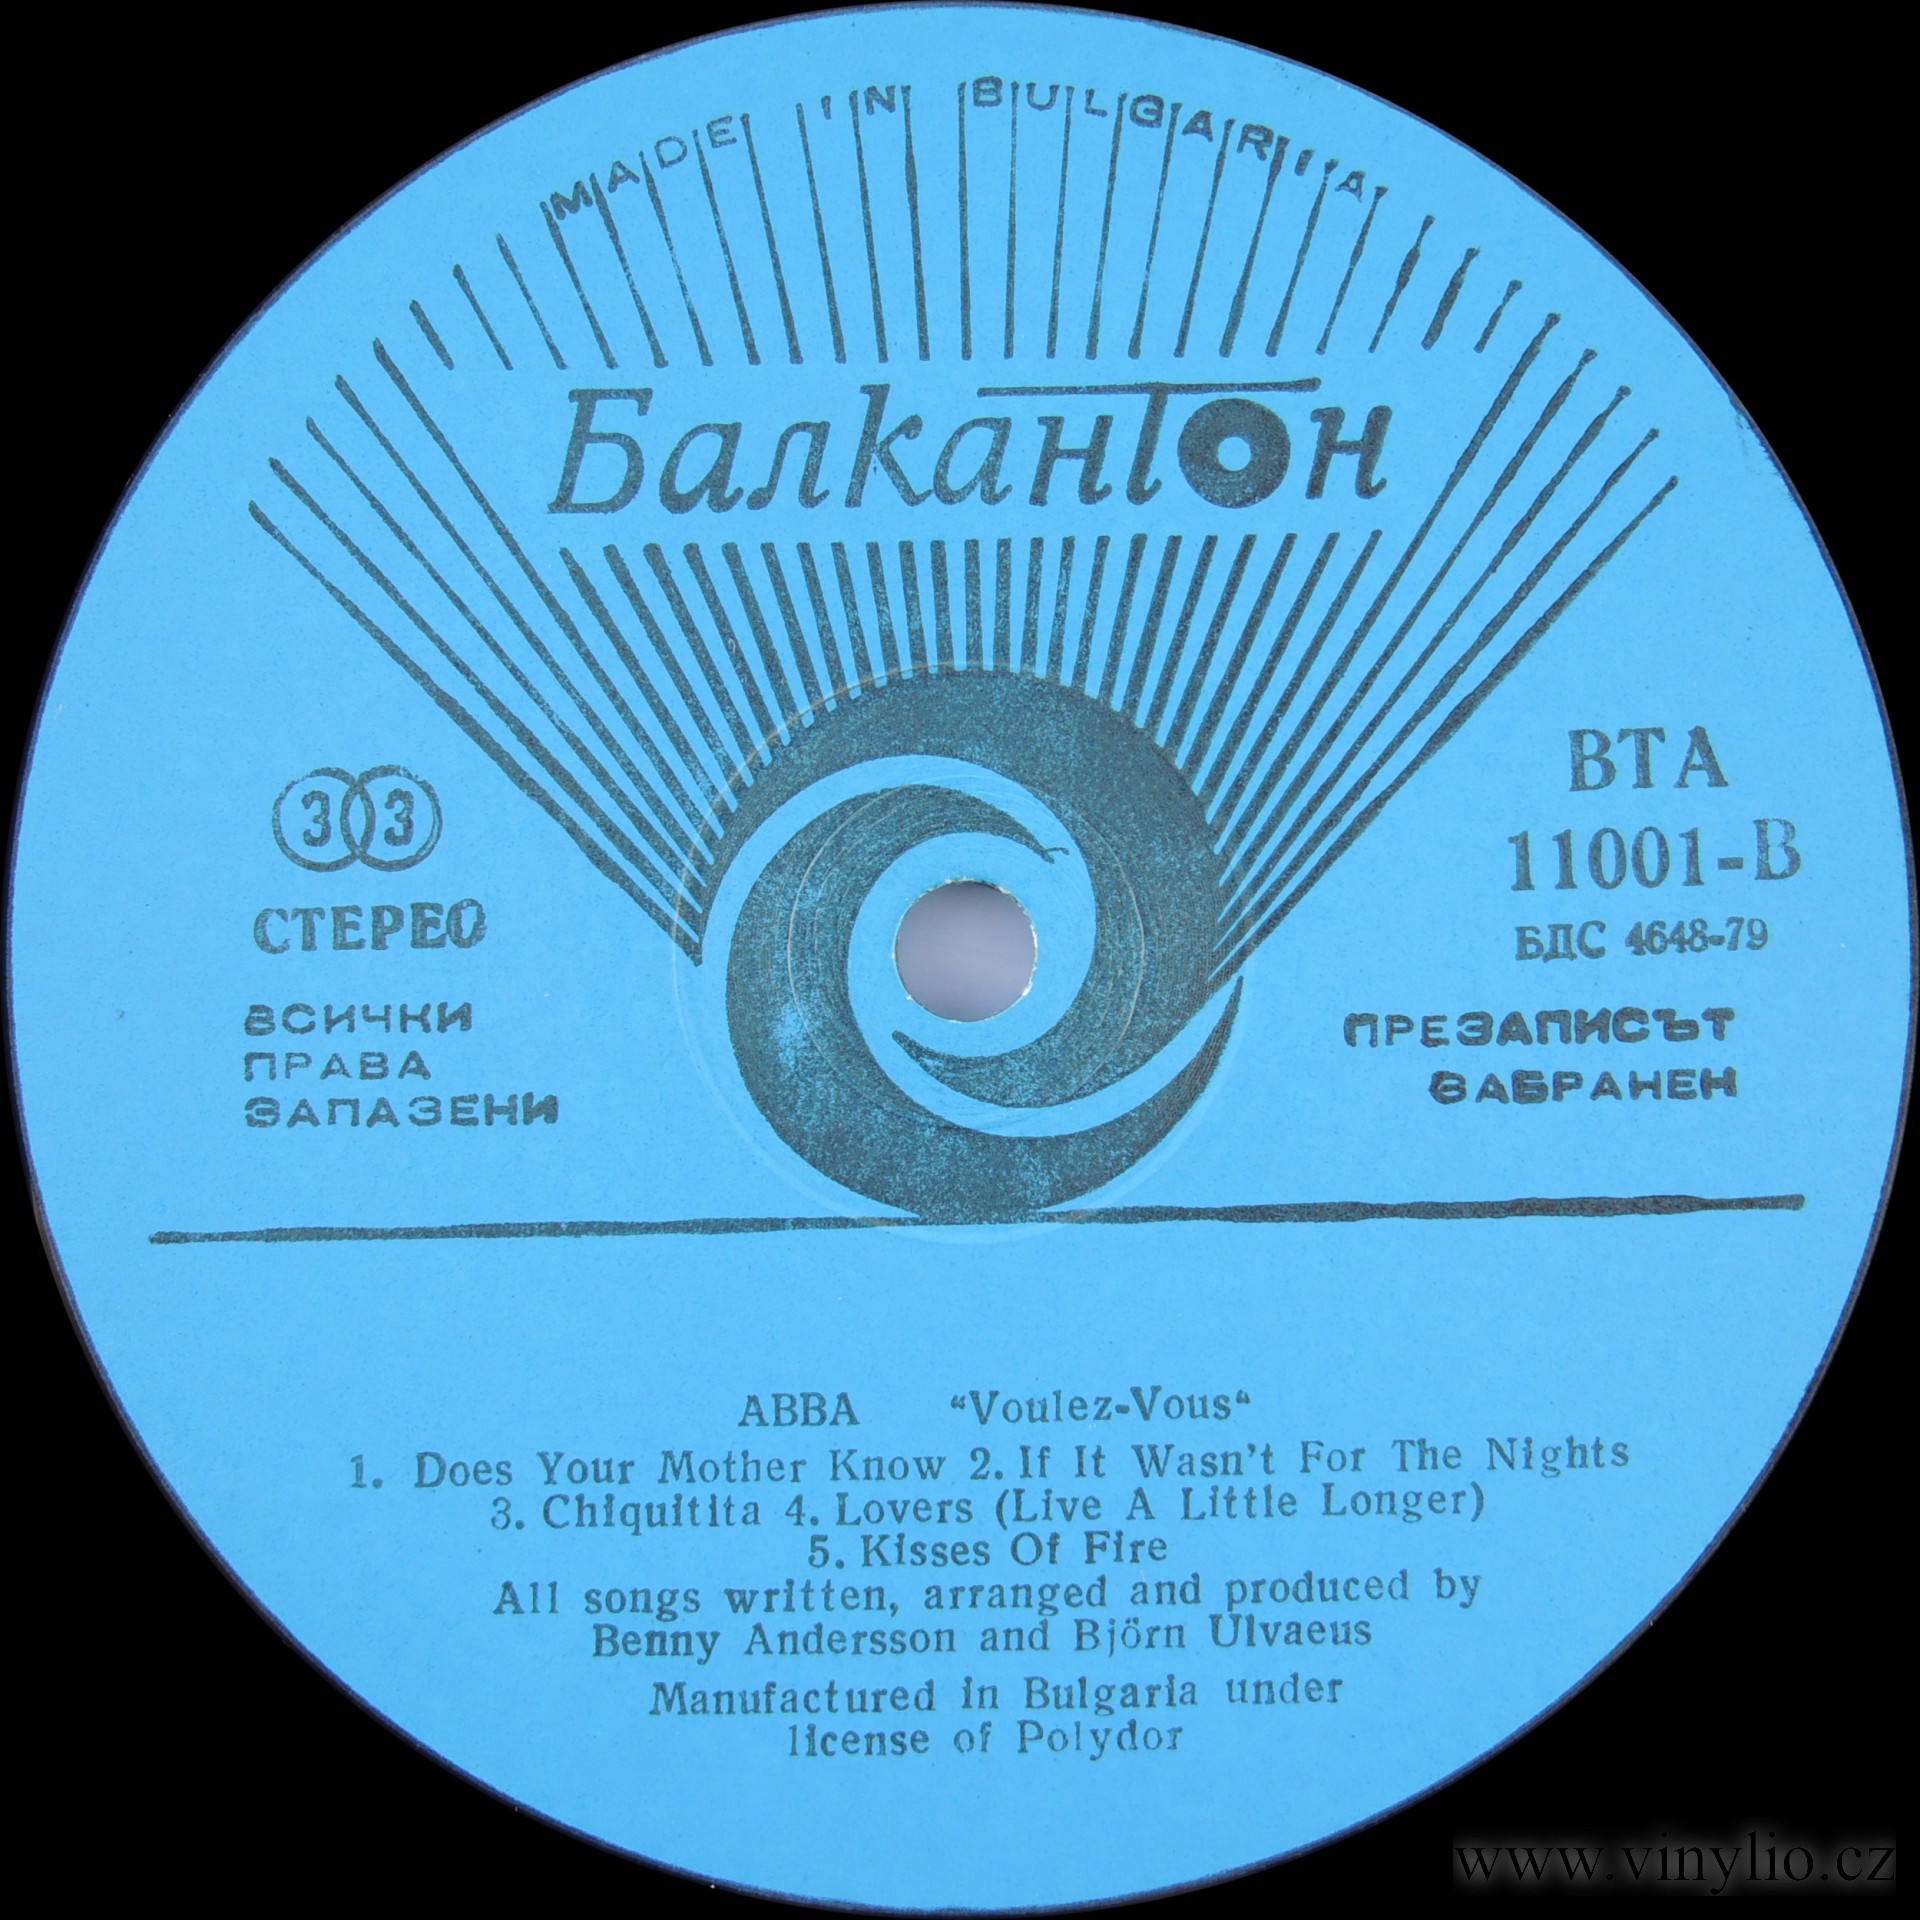 MADE IN BULGARIA
Балкантон
33
СТЕРЕО
ВСИЧКИ
ПРАВА
ЗАПАЗЕНИ
ВТА
11001-В
БДС 4648-79
ПРЕЗАПИСЪТ
ЗАБРАНЕН
ABBA “Voulez-Vous“
1. Does Your Mother Know 2. If It Wasn't For The Nights
3. Chiquitita 4. Lovers (Live A Little Longer)
5. Kisses Of Fire
All songs written, arranged and produced by
Benny Andersson and Björn Ulvaeus
Manufactured in Bulgaria under
license of Polydor
www.vinylio.cz